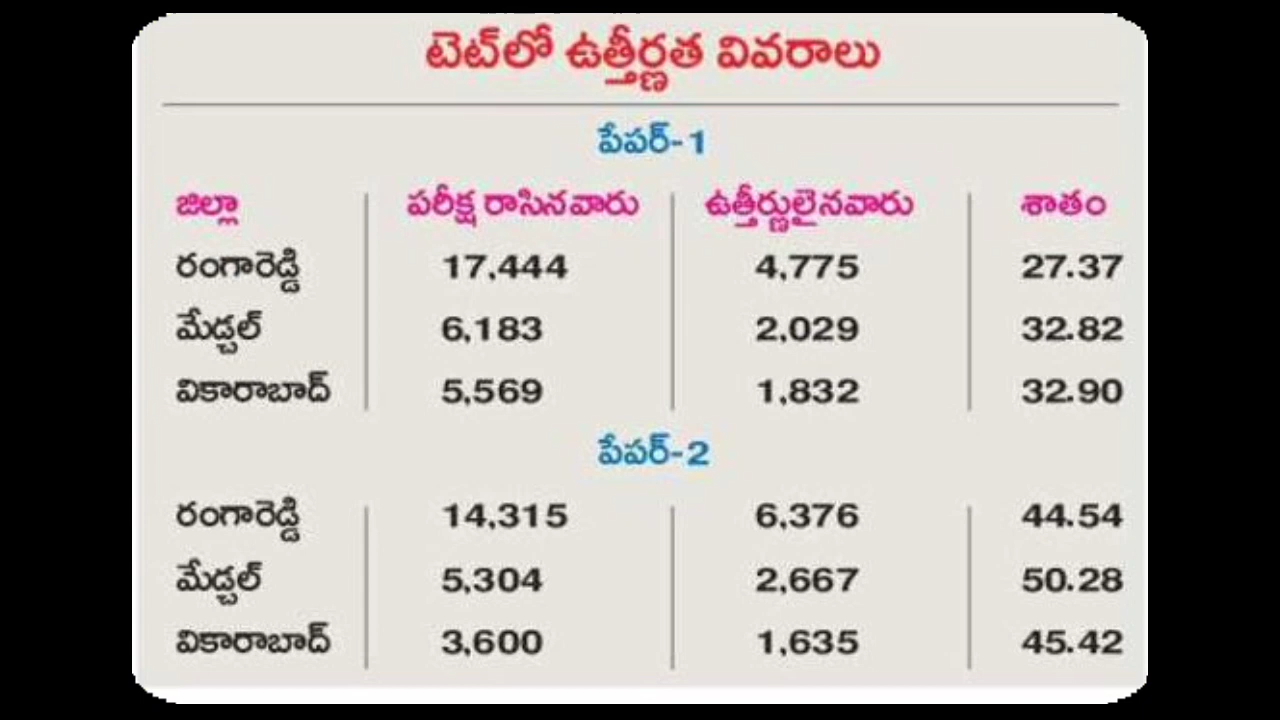 టెట్‌లో ఉత్తీర్ణత వివరాలు
పేపర్-1
జిల్లా పరీక్ష రాసినవారు ఉత్తీర్ణులైనవారు శాతం
రంగారెడ్డి 17,444 4,775 27.37
మేడ్చల్ 6,183 2,029 32.82
వికారాబాద్ 5,569 1,832 32.90
పేపర్-2
రంగారెడ్డి 14,315 6,376 44.54
మేడ్చల్ 5,304 2,667 50.28
వికారాబాద్ 3,600 1,635 45.42